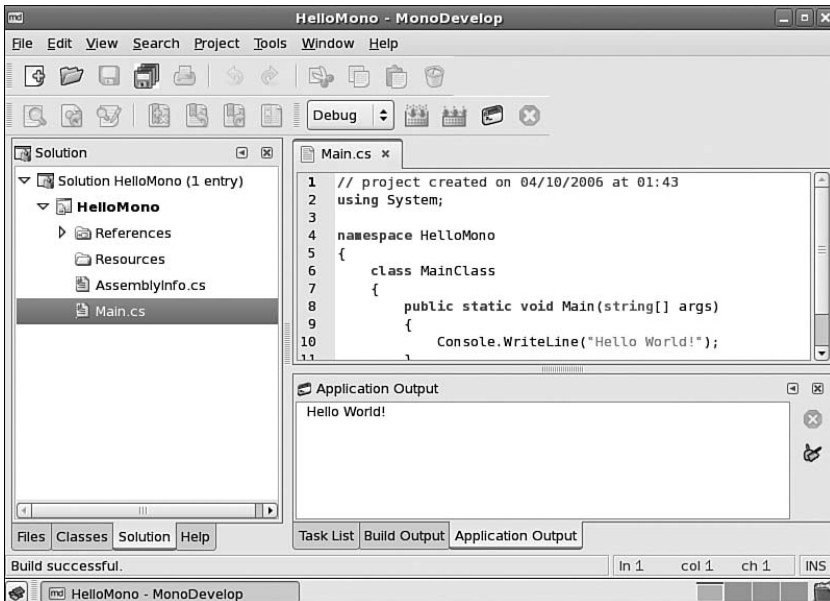 md HelloMono - MonoDevelop
File Edit View Search Project Tools Window Help
Debug
Solution
Solution HelloMono (1 entry)
HelloMono
References
Resources
AssemblyInfo.cs
Main.cs
Files Classes Solution Help
Main.cs
1 // project created on 04/10/2006 at 01:43
2 using System;
3
4 namespace HelloMono
5 {
6 class MainClass
7 {
8 public static void Main(string[] args)
9 {
10 Console.WriteLine("Hello World!");
11 }
Application Output
Hello World!
Task List Build Output Application Output
Build successful. ln 1 col 1 ch 1 INS
md HelloMono - MonoDevelop